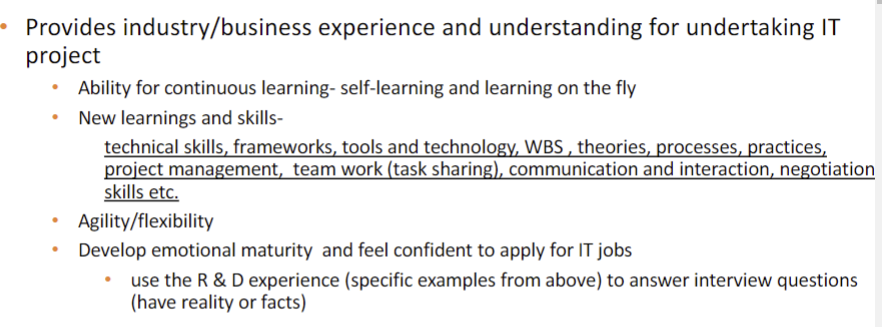 • Provides industry/business experience and understanding for undertaking IT
project
• Ability for continuous learning- self-learning and learning on the fly
• New learnings and skills-
technical skills, frameworks, tools and technology, WBS , theories, processes, practices,
project management,  team work (task sharing), communication and interaction, negotiation
skills etc.
• Agility/flexibility
• Develop emotional maturity  and feel confident to apply for IT jobs
• use the R & D experience (specific examples from above) to answer interview questions
(have reality or facts)